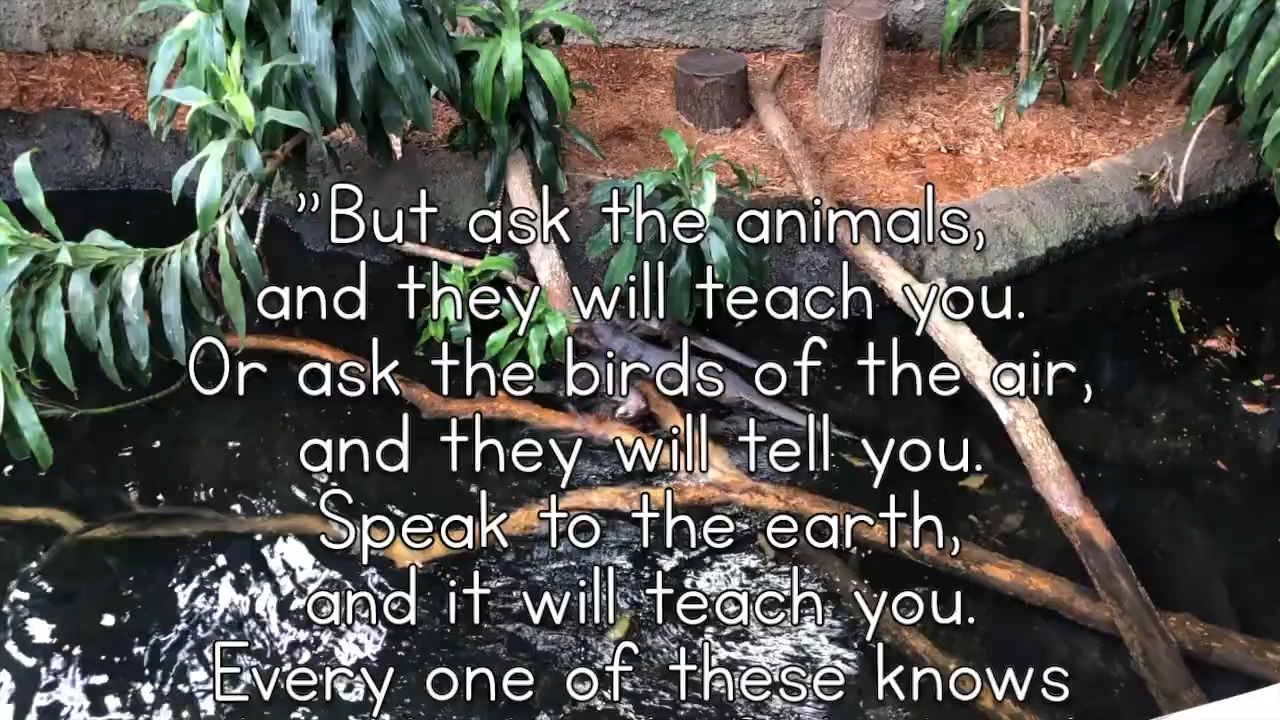 ”But ask the animals,
and they will teach you.
Or ask the birds of the air,
and they will tell you.
Speak to the earth,
and it will teach you.
Every one of these knows